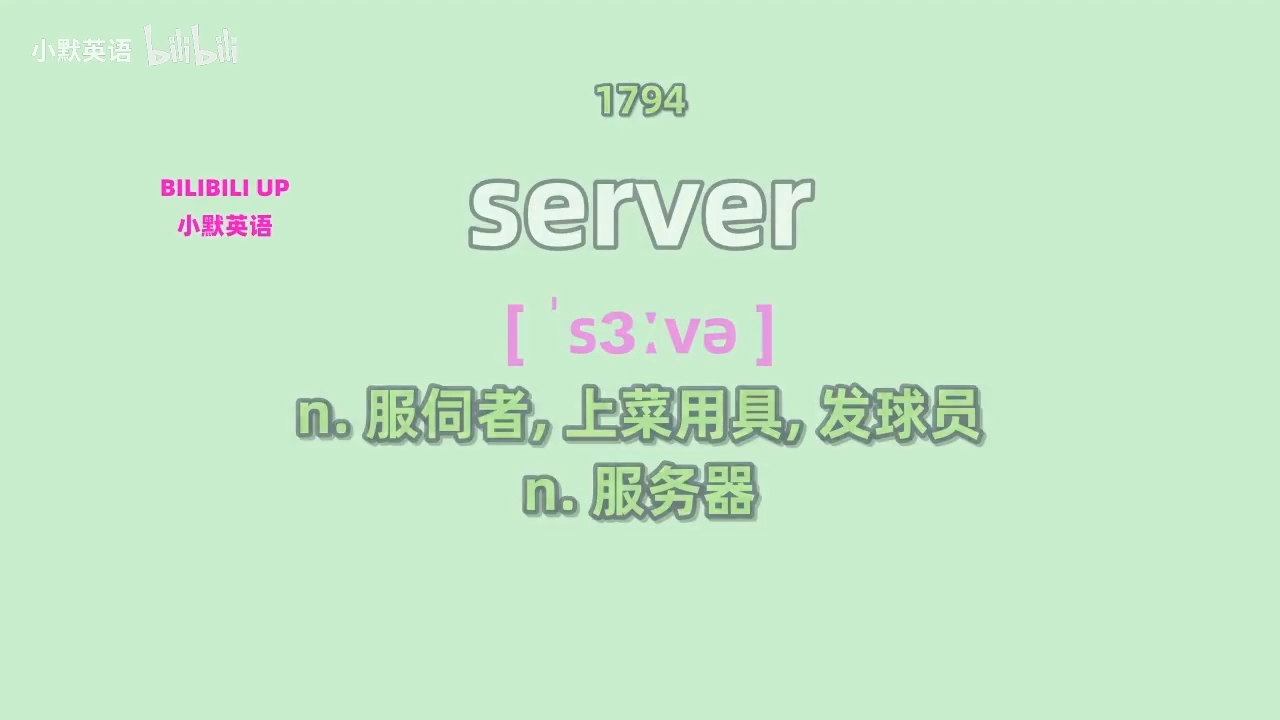 小默英语 bilibili
1794
BILIBILI UP
小默英语
server
[ ˈsɜːvə ]
n. 服伺者, 上菜用具, 发球员
n. 服务器